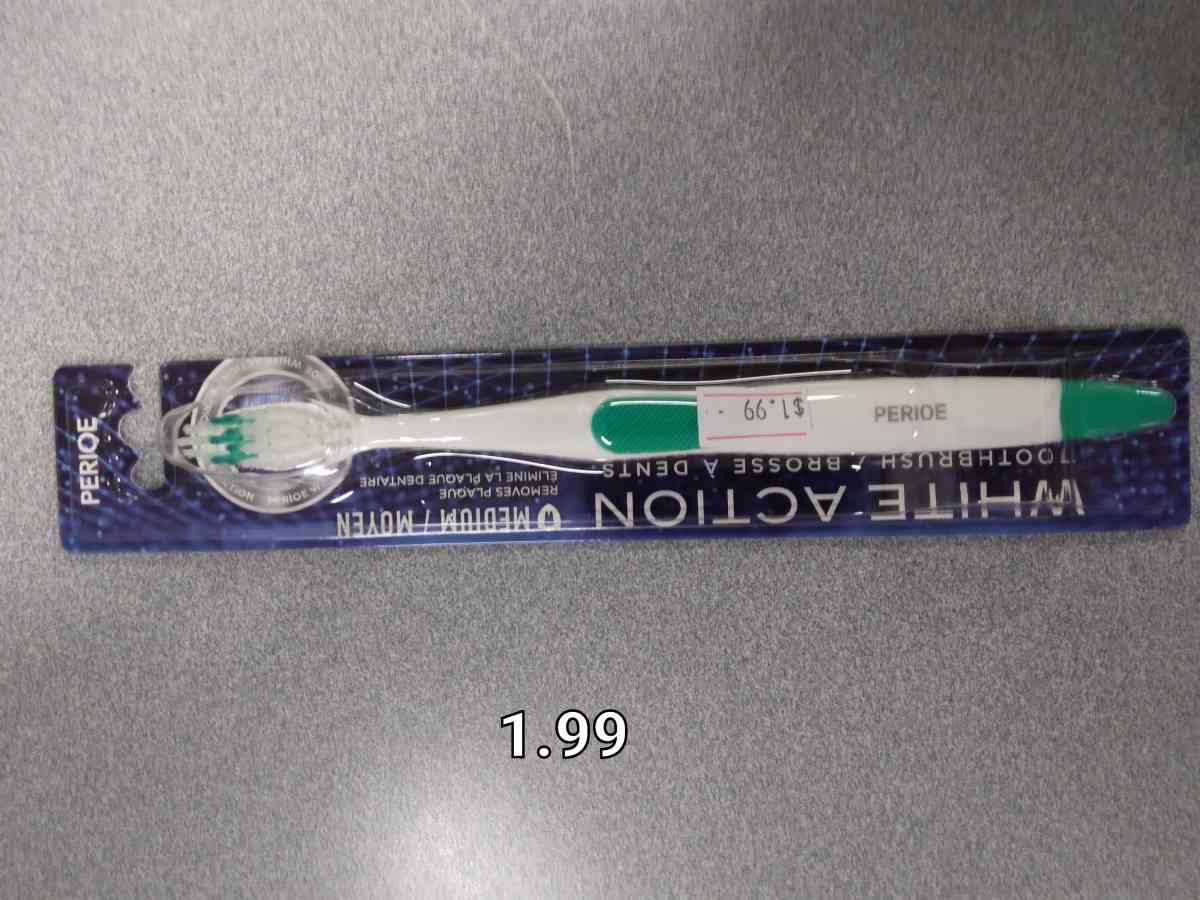 PERIOE
WHITE ACTION
TOOTHBRUSH / BROSSE À DENTS
MEDIUM / MOYEN
REMOVES PLAQUE
ÉLIMINE LA PLAQUE DENTAIRE
$1.99
PERIOE
1.99